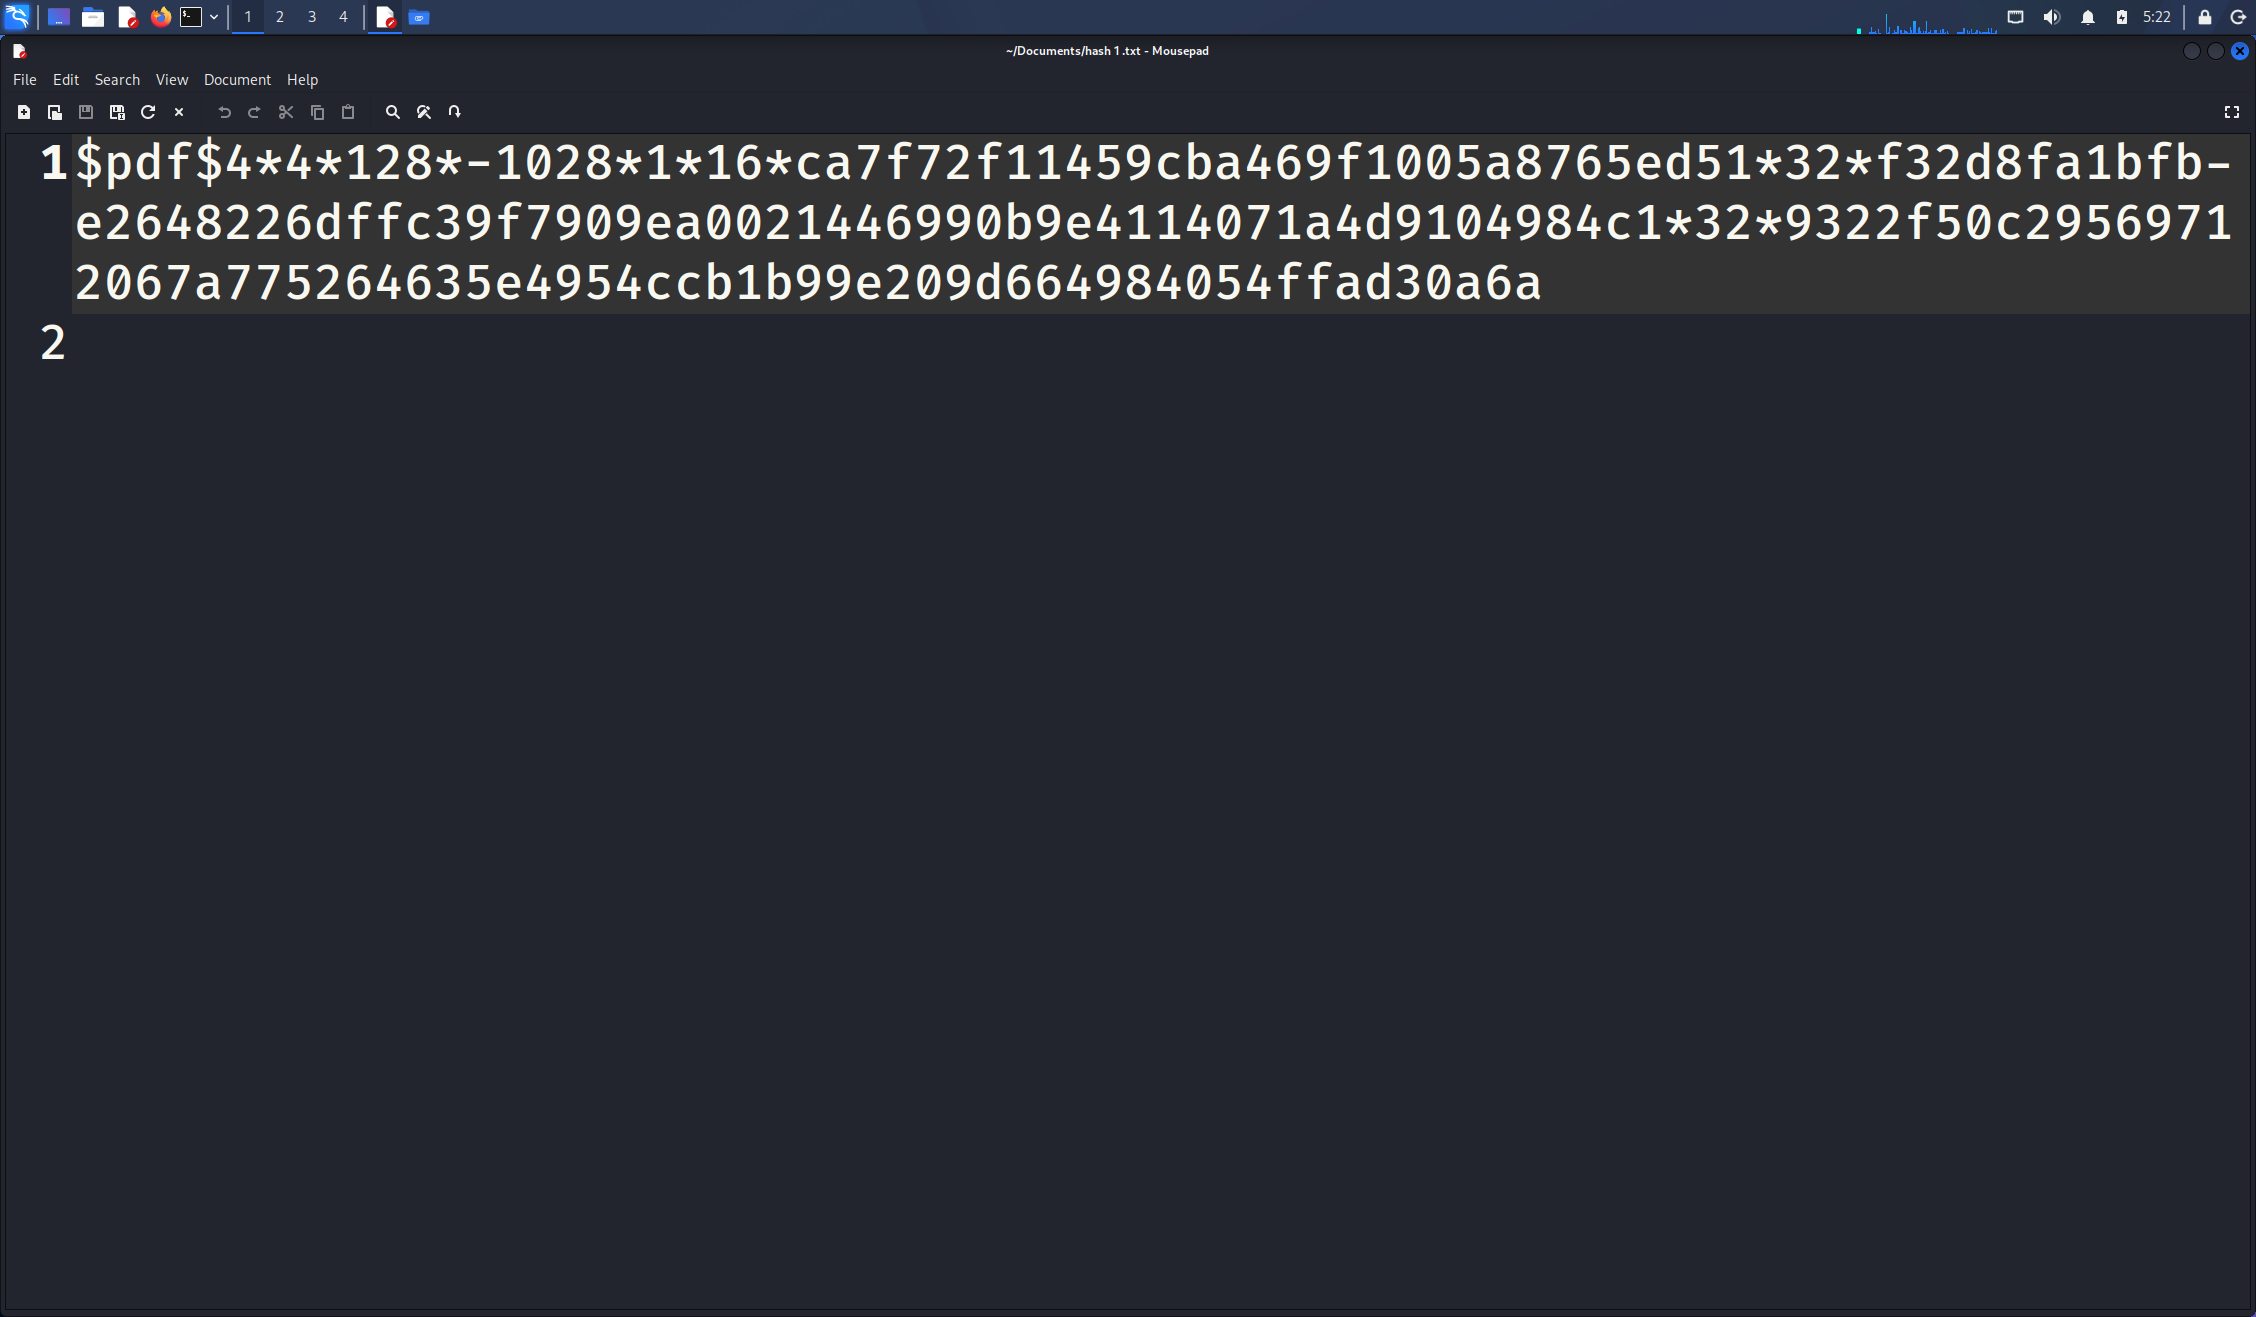 1 2 3 4 5:22
~/Documents/hash 1.txt - Mousepad
File Edit Search View Document Help
1 $pdf$4*4*128*-1028*1*16*ca7f72f11459cba469f1005a8765ed51*32*f32d8fa1bfb-
e2648226dffc39f7909ea0021446990b9e4114071a4d9104984c1*32*9322f50c2956971
2067a775264635e4954ccb1b99e209d664984054ffad30a6a
2